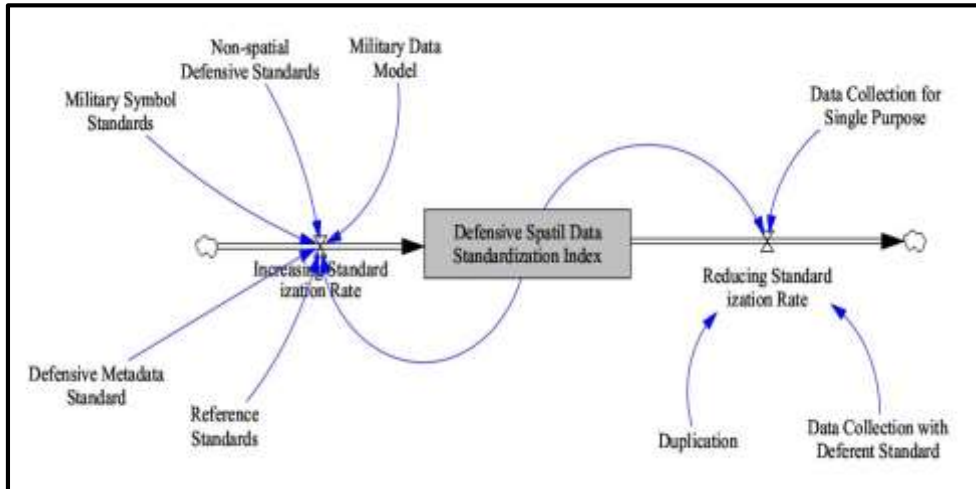 Non-spatial
Defensive Standards
Military Data
Model
Military Symbol
Standards
Data Collection for
Single Purpose
Defensive Spatil Data
Standardization Index
Increasing Standard
ization Rate
Reducing Standard
ization Rate
Defensive Metadata
Standard
Reference
Standards
Duplication
Data Collection with
Deferent Standard